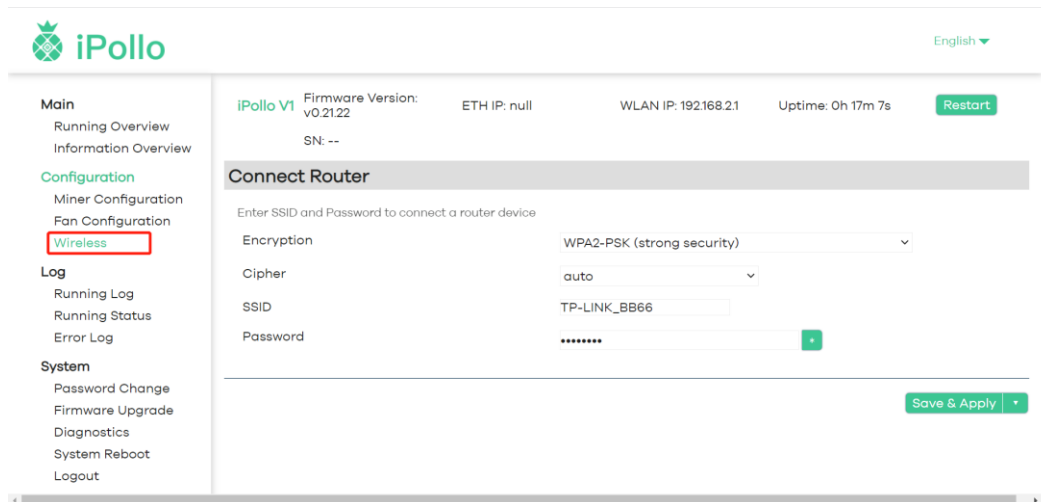 iPollo
English
Main
Running Overview
Information Overview
Configuration
Miner Configuration
Fan Configuration
Wireless
Log
Running Log
Running Status
Error Log
System
Password Change
Firmware Upgrade
Diagnostics
System Reboot
Logout
iPollo V1 Firmware Version: v0.21.22 ETH IP: null WLAN IP: 192.168.2.1 Uptime: 0h 17m 7s Restart
SN: --
Connect Router
Enter SSID and Password to connect a router device
Encryption WPA2-PSK (strong security)
Cipher auto
SSID TP-LINK_BB66
Password ••••••••
Save & Apply